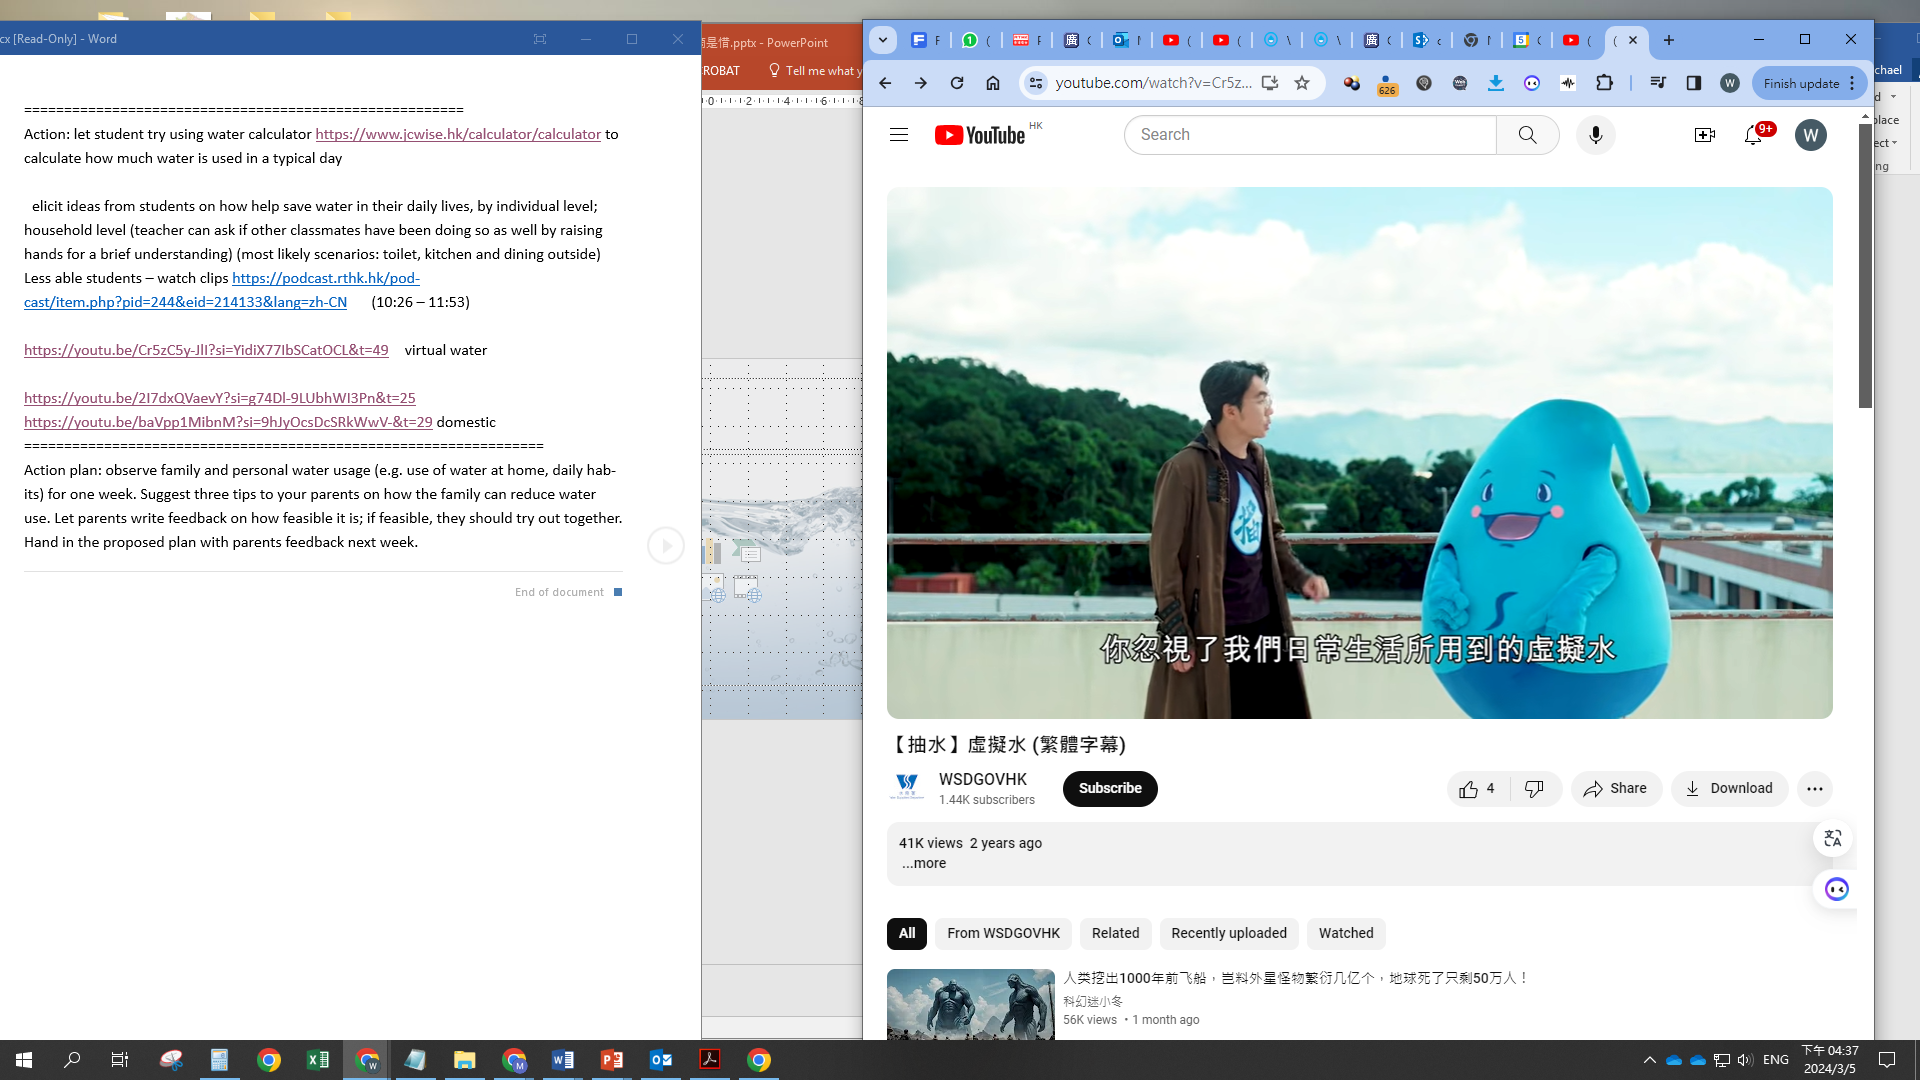 cx [Read-Only] - Word
是惜.pptx - PowerPoint
ROBAT
Tell me what y
0 2 4 6 8
==================================================
Action: let student try using water calculator https://www.jcwise.hk/calculator/calculator to
calculate how much water is used in a typical day
elicit ideas from students on how help save water in their daily lives, by individual level;
household level (teacher can ask if other classmates have been doing so as well by raising
hands for a brief understanding) (most likely scenarios: toilet, kitchen and dining outside)
Less able students – watch clips https://podcast.rthk.hk/pod-
cast/item.php?pid=244&eid=214133&lang=zh-CN (10:26 – 11:53)
https://youtu.be/Cr5zC5y-JlI?si=YidiX77IbSCatOCL&t=49 virtual water
https://youtu.be/2I7dxQVaevY?si=g74Dl-9LUbhWI3Pn&t=25
https://youtu.be/baVpp1MibnM?si=9hJyOcsDcSRkWwV-&t=29 domestic
==================================================
Action plan: observe family and personal water usage (e.g. use of water at home, daily hab-
its) for one week. Suggest three tips to your parents on how the family can reduce water
use. Let parents write feedback on how feasible it is; if feasible, they should try out together.
Hand in the proposed plan with parents feedback next week.
End of document
youtube.com/watch?v=Cr5z...
626
W
Finish update
YouTube HK
Search
9+
W
抽
你忽視了我們日常生活所用到的虛擬水
【抽水】虛擬水 (繁體字幕)
WSDGOVHK
1.44K subscribers
Subscribe
4
Share
Download
41K views 2 years ago
...more
All
From WSDGOVHK
Related
Recently uploaded
Watched
人类挖出1000年前飞船，岂料外星怪物繁衍几亿个，地球死了只剩50万人！
科幻迷小冬
56K views • 1 month ago
chael
place
ect
ng
ENG
下午 04:37
2024/3/5